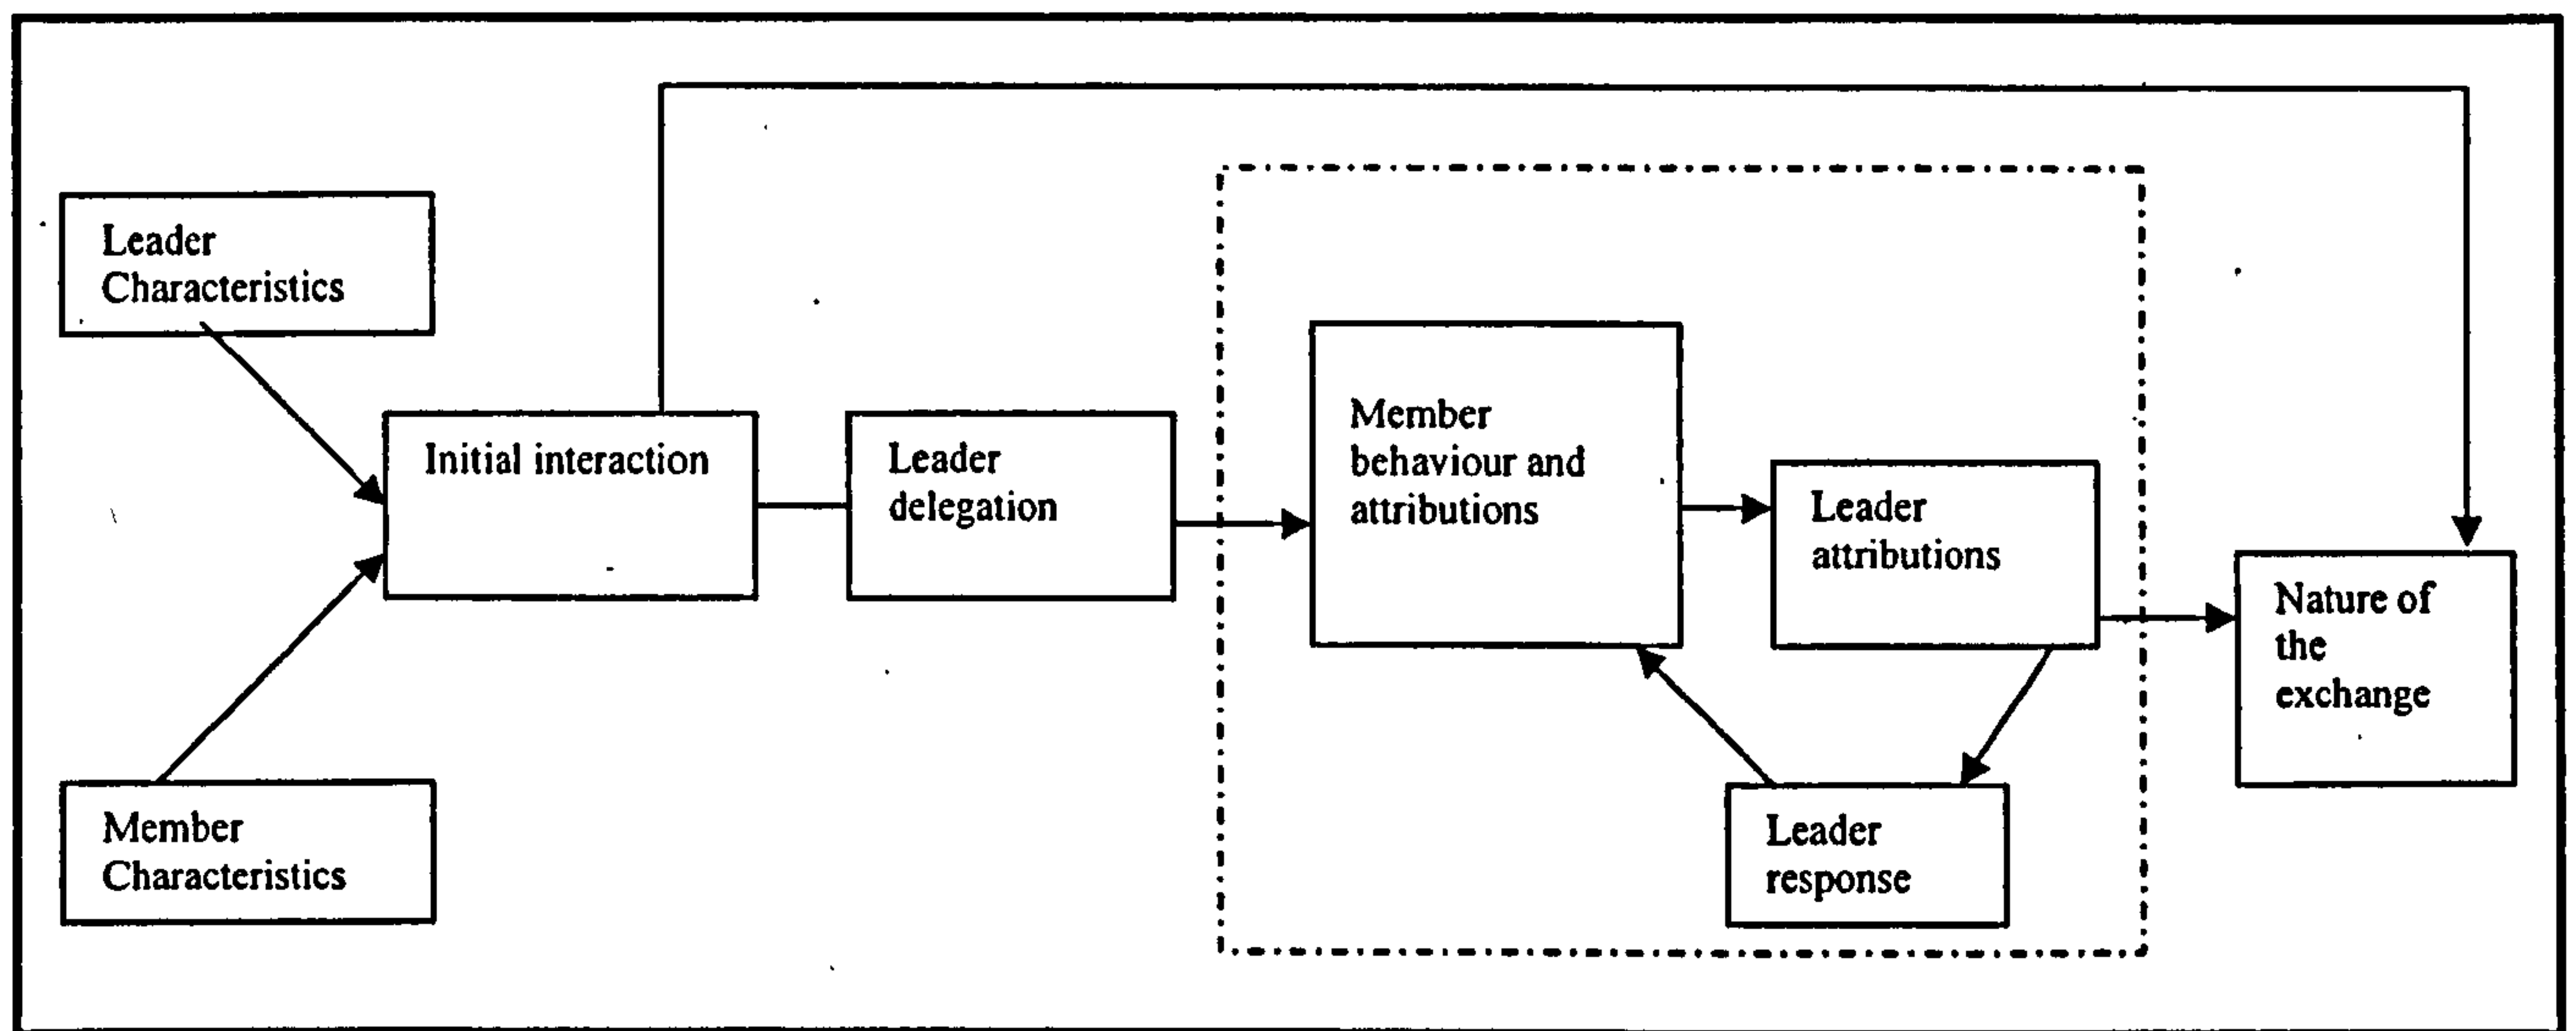 Leader
Characteristics
Initial interaction
Leader
delegation
Member
behaviour and
attributions
Leader
attributions
Nature of
the
exchange
Member
Characteristics
Leader
response